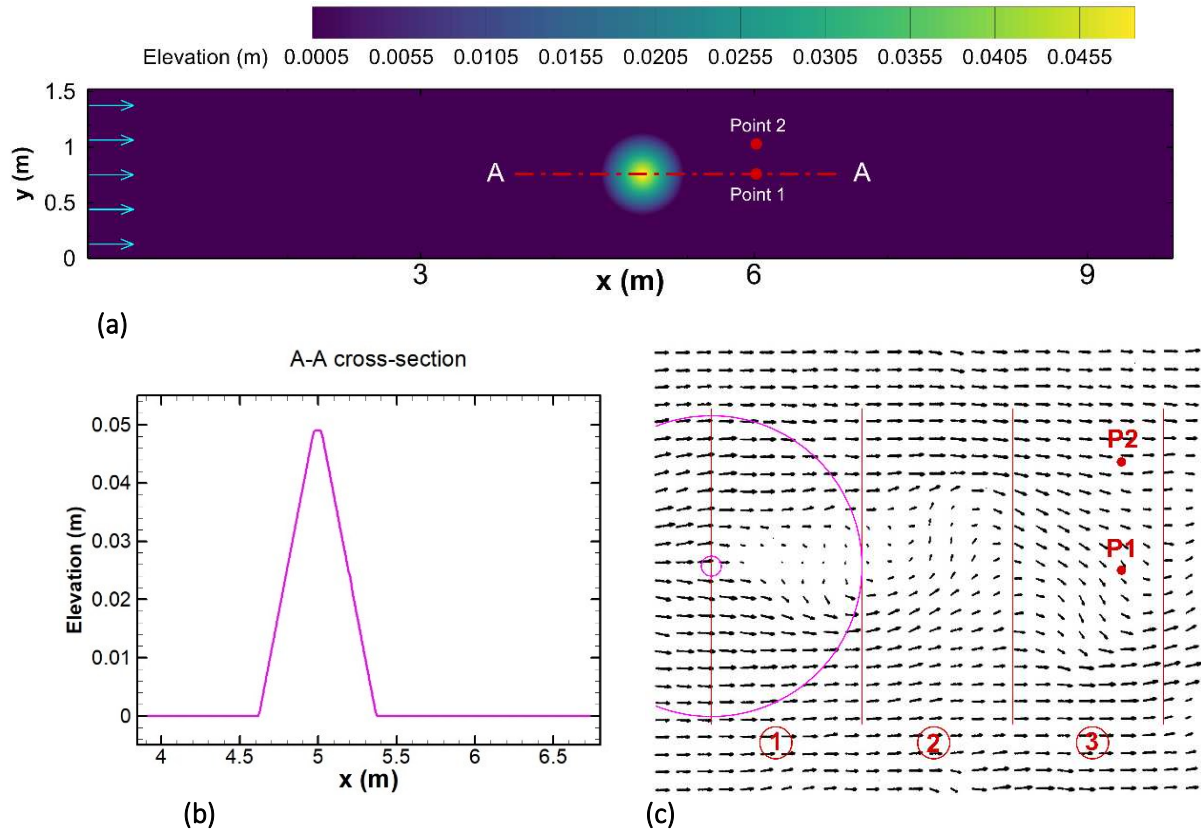 Elevation (m) 0.0005 0.0055 0.0105 0.0155 0.0205 0.0255 0.0305 0.0355 0.0405 0.0455
1.5
1
0.5
0
y (m)
Point 2
A
A
Point 1
3
6
9
x (m)
(a)
A-A cross-section
0.05
0.04
0.03
0.02
0.01
0
Elevation (m)
4 4.5 5 5.5 6 6.5
x (m)
(b)
P2
P1
1
2
3
(c)